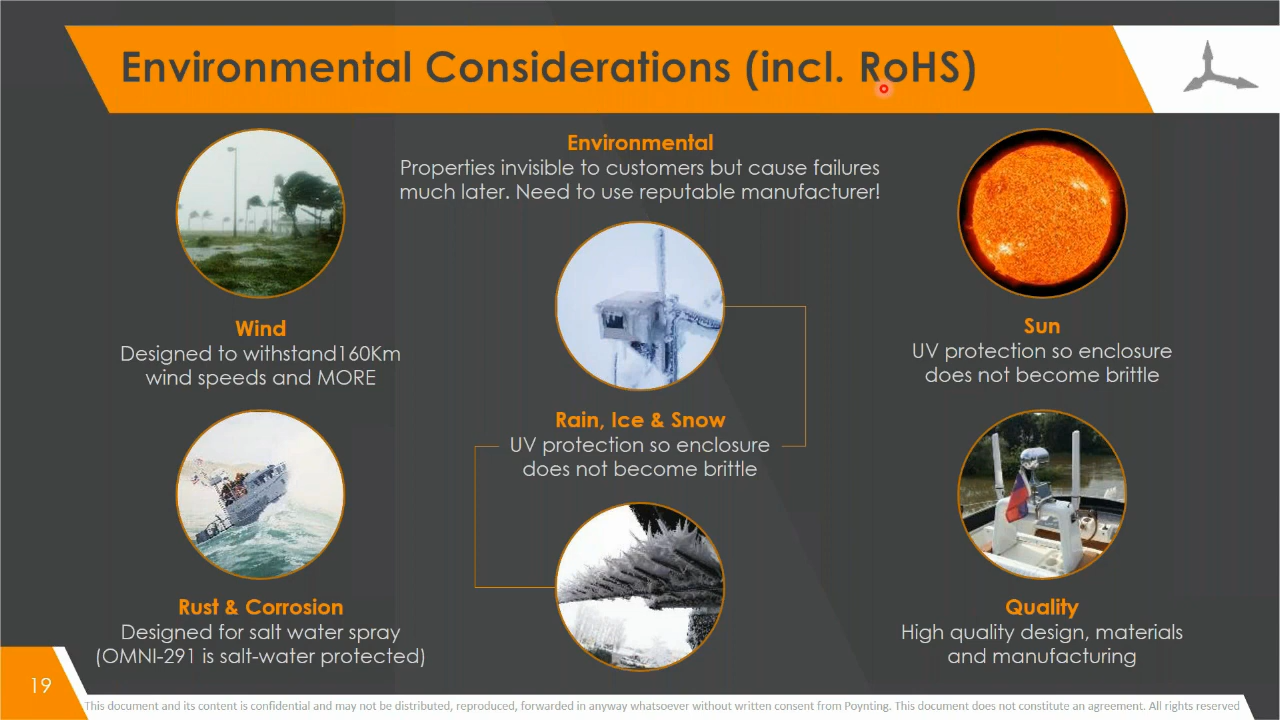 Environmental Considerations (incl. RoHS)
Environmental
Properties invisible to customers but cause failures
much later. Need to use reputable manufacturer!
Wind
Designed to withstand160Km
wind speeds and MORE
Rain, Ice & Snow
UV protection so enclosure
does not become brittle
Sun
UV protection so enclosure
does not become brittle
Rust & Corrosion
Designed for salt water spray
(OMNI-291 is salt-water protected)
Quality
High quality design, materials
and manufacturing
19
This document and its content is confidential and may not be distributed, reproduced, forwarded in anyway whatsoever without written consent from Poynting. This document does not constitute an agreement. All rights reserved